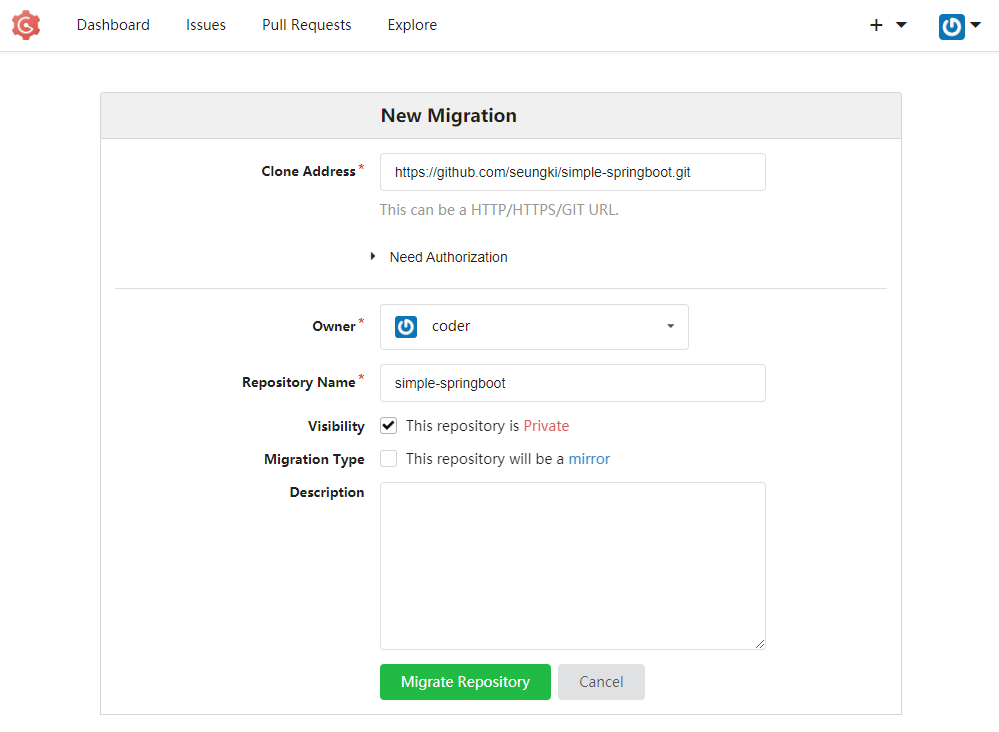 Dashboard Issues Pull Requests Explore
New Migration
Clone Address* https://github.com/seungki/simple-springboot.git
This can be a HTTP/HTTPS/GIT URL.
Need Authorization
Owner* coder
Repository Name* simple-springboot
Visibility This repository is Private
Migration Type This repository will be a mirror
Description
Migrate Repository Cancel